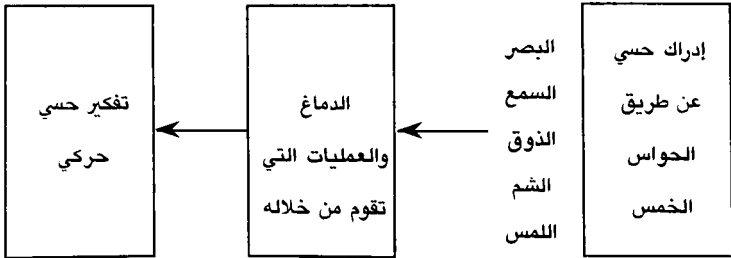 إدراك حسي
عن طريق
الحواس
الخمس
البصر
السمع
الذوق
الشم
اللمس
الدماغ
والعمليات التي
تقوم من خلاله
تفكير حسي
حركي